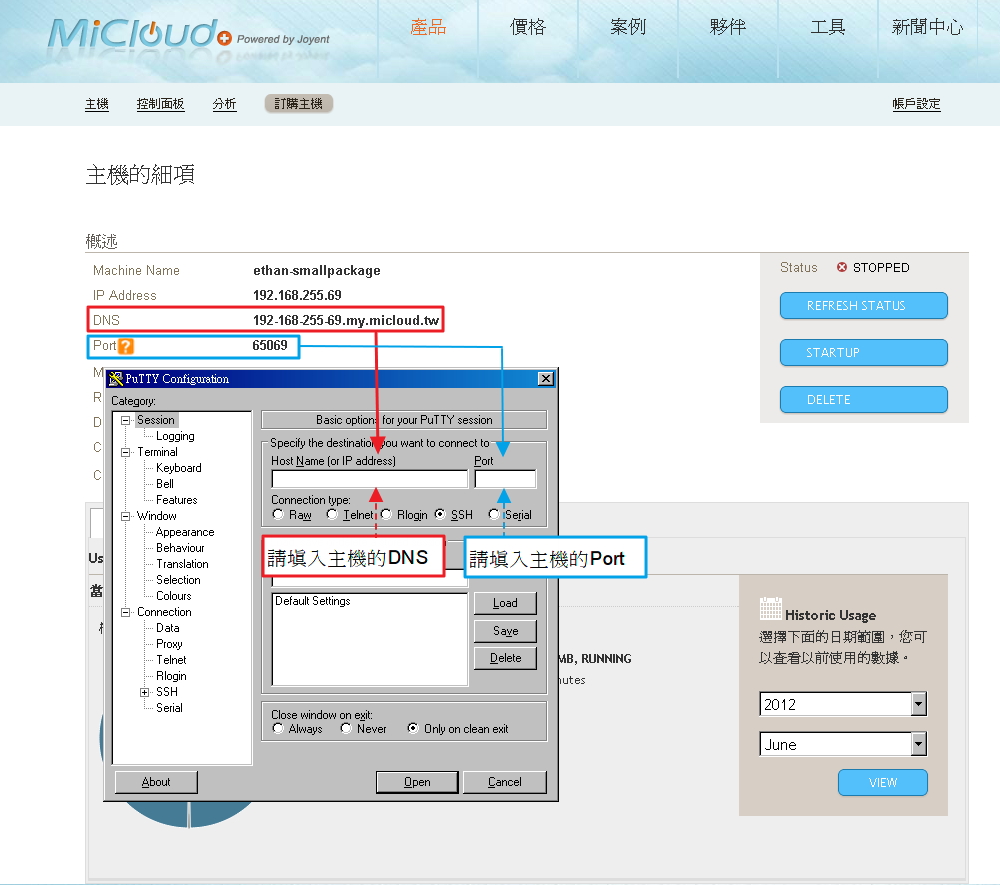 MiCloud Powered by Joyent
產品 價格 案例 夥伴 工具 新聞中心
主機 控制面板 分析 訂購主機 帳戶設定
主機的細項
概述
Machine Name ethan-smallpackage
IP Address 192.168.255.69
DNS 192-168-255-69.my.micloud.tw
Port ? 65069
Status STOPPED
REFRESH STATUS
STARTUP
DELETE
M
R
D
C
C
PuTTY Configuration
Category:
Session
Logging
Terminal
Keyboard
Bell
Features
Window
Appearance
Behaviour
Translation
Selection
Colours
Connection
Data
Proxy
Telnet
Rlogin
SSH
Serial
Basic options for your PuTTY session
Specify the destination you want to connect to
Host Name (or IP address) Port
Connection type:
Raw Telnet Rlogin SSH Serial
請填入主機的DNS
請填入主機的Port
Default Settings
Load
Save
Delete
Close window on exit:
Always Never Only on clean exit
About Open Cancel
Us
當
MB, RUNNING
nutes
Historic Usage
選擇下面的日期範圍，您可
以查看以前使用的數據。
2012
June
VIEW